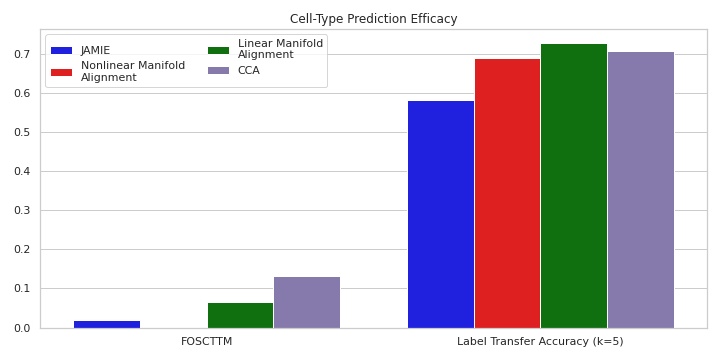 Cell-Type Prediction Efficacy
JAMIE
Nonlinear Manifold
Alignment
Linear Manifold
Alignment
CCA
0.7
0.6
0.5
0.4
0.3
0.2
0.1
0.0
FOSCTTM
Label Transfer Accuracy (k=5)